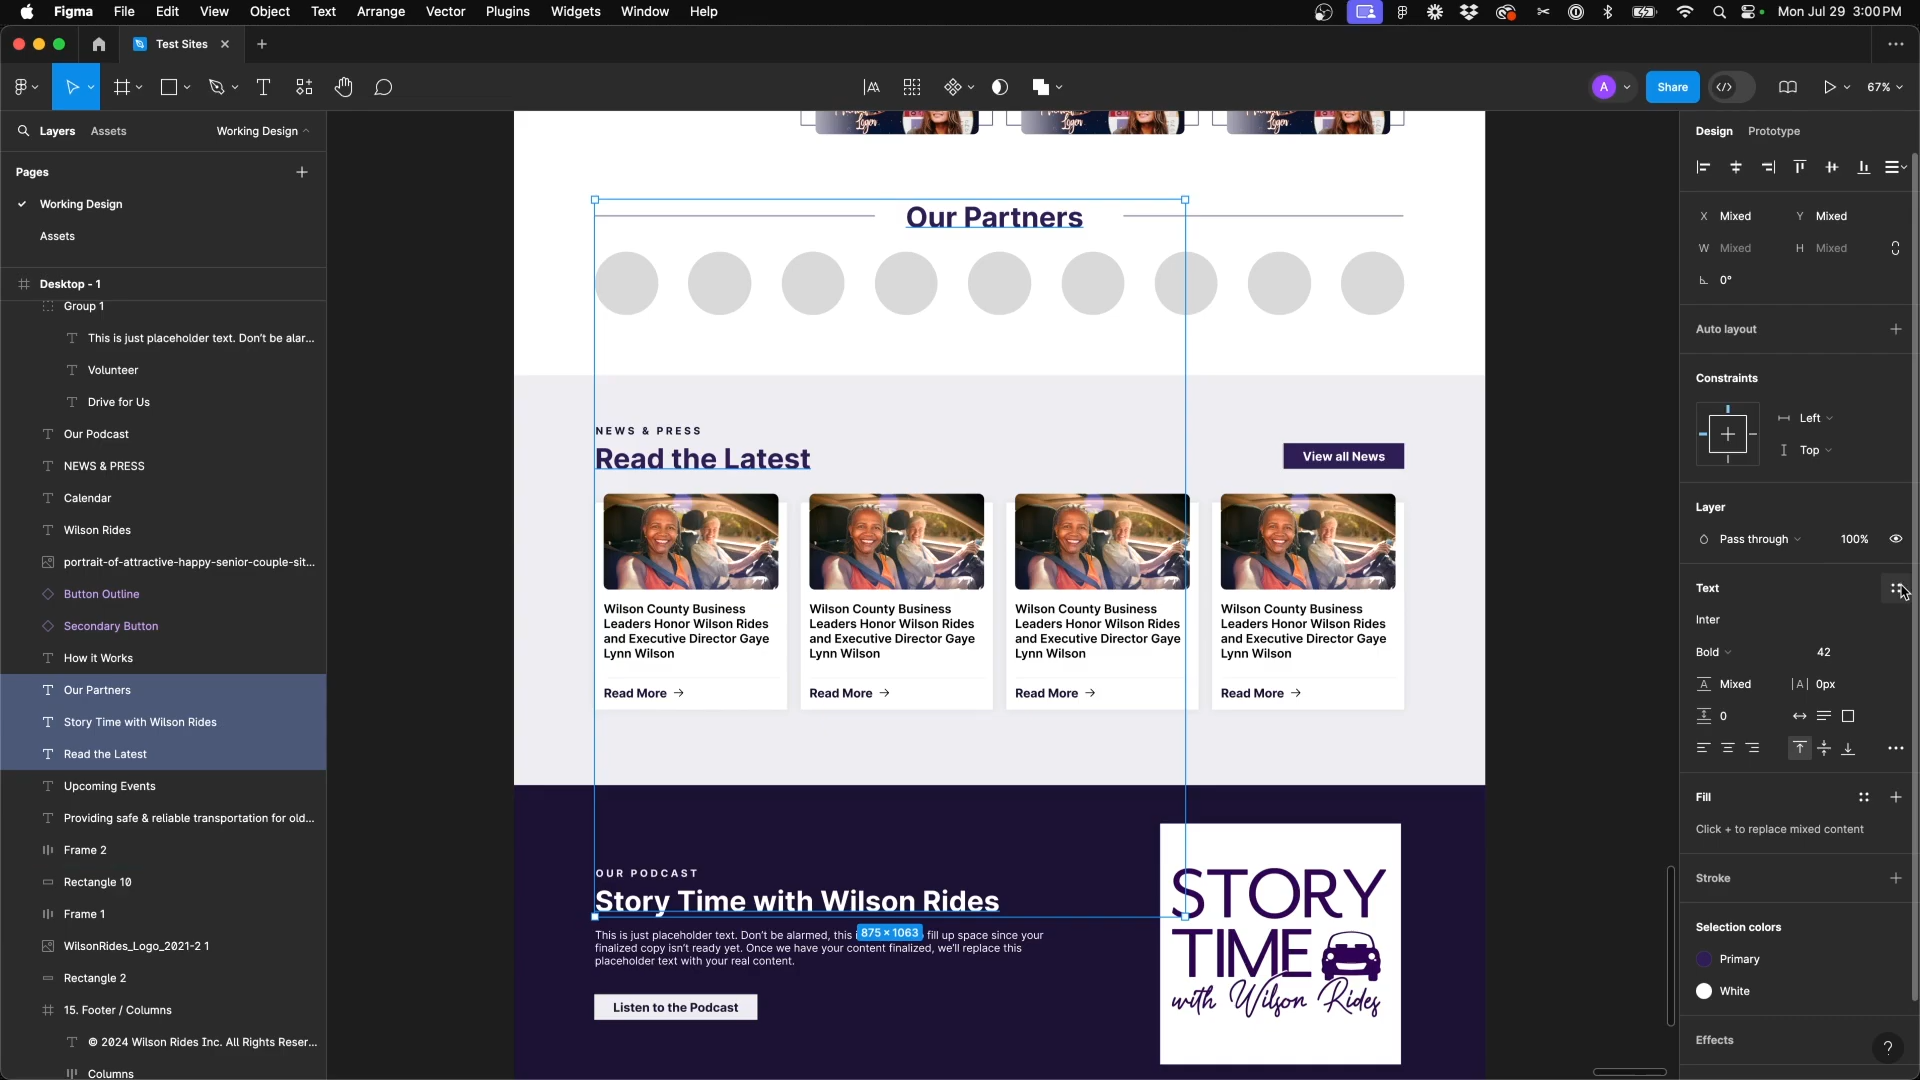 Figma File Edit View Object Text Arrange Vector Plugins Widgets Window Help Mon Jul 29 3:00 PM
Test Sites
A Share 67%
Layers Assets Working Design
Pages
Working Design
Assets
Desktop - 1
Group 1
This is just placeholder text. Don't be alar...
Volunteer
Drive for Us
Our Podcast
NEWS & PRESS
Calendar
Wilson Rides
portrait-of-attractive-happy-senior-couple-sit...
Button Outline
Secondary Button
How it Works
Our Partners
Story Time with Wilson Rides
Read the Latest
Upcoming Events
Providing safe & reliable transportation for old...
Frame 2
Rectangle 10
Frame 1
WilsonRides_Logo_2021-2 1
Rectangle 2
15. Footer / Columns
© 2024 Wilson Rides Inc. All Rights Reser...
Columns
Our Partners
NEWS & PRESS
Read the Latest
View all News
Wilson County Business
Leaders Honor Wilson Rides
and Executive Director Gaye
Lynn Wilson
Read More →
Wilson County Business
Leaders Honor Wilson Rides
and Executive Director Gaye
Lynn Wilson
Read More →
Wilson County Business
Leaders Honor Wilson Rides
and Executive Director Gaye
Lynn Wilson
Read More →
Wilson County Business
Leaders Honor Wilson Rides
and Executive Director Gaye
Lynn Wilson
Read More →
OUR PODCAST
Story Time with Wilson Rides
This is just placeholder text. Don't be alarmed, this fill up space since your
finalized copy isn't ready yet. Once we have your content finalized, we'll replace this
placeholder text with your real content.
875 × 1063
Listen to the Podcast
STORY
TIME
with Wilson Rides
Design Prototype
X Mixed Y Mixed
W Mixed H Mixed
0°
Auto layout
Constraints
Left
Top
Layer
Pass through 100%
Text
Inter
Bold 42
Mixed 0px
0
Fill
Click + to replace mixed content
Stroke
Selection colors
Primary
White
Effects
?